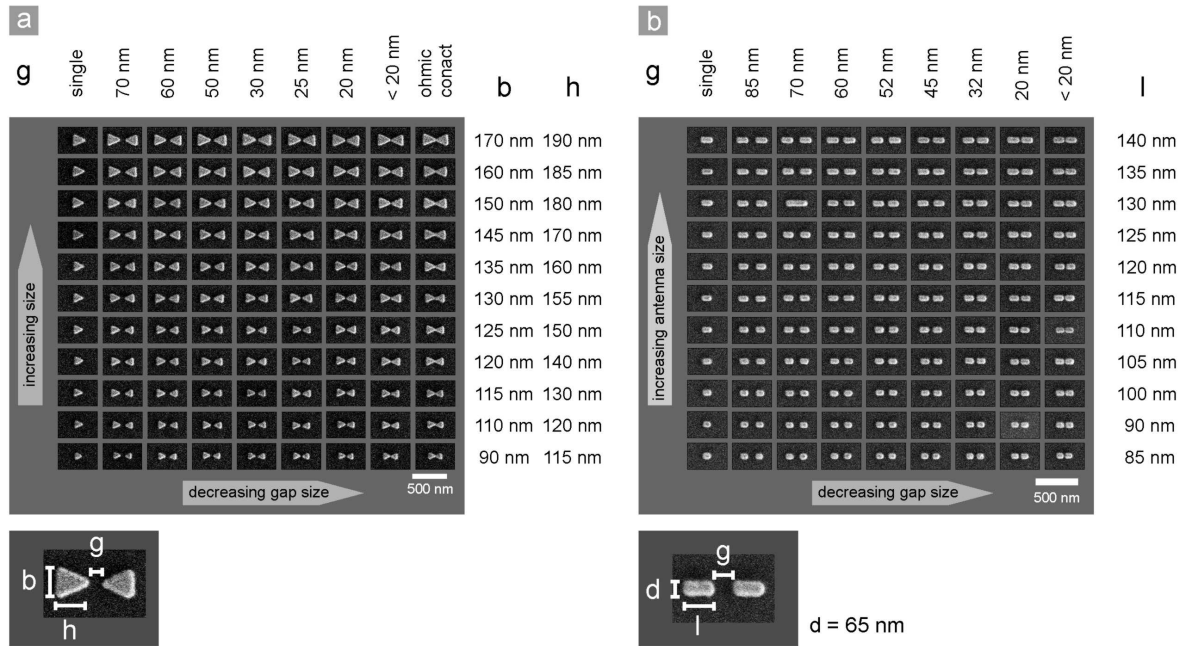 a
g
single
70 nm
60 nm
50 nm
30 nm
25 nm
20 nm
< 20 nm
ohmic
conact
b h
170 nm 190 nm
160 nm 185 nm
150 nm 180 nm
145 nm 170 nm
135 nm 160 nm
130 nm 155 nm
125 nm 150 nm
120 nm 140 nm
115 nm 130 nm
110 nm 120 nm
90 nm 115 nm
increasing size
decreasing gap size
500 nm
g
b
h
b
g
single
85 nm
70 nm
60 nm
52 nm
45 nm
32 nm
20 nm
< 20 nm
l
140 nm
135 nm
130 nm
125 nm
120 nm
115 nm
110 nm
105 nm
100 nm
90 nm
85 nm
increasing antenna size
decreasing gap size
500 nm
g
d
l
d = 65 nm